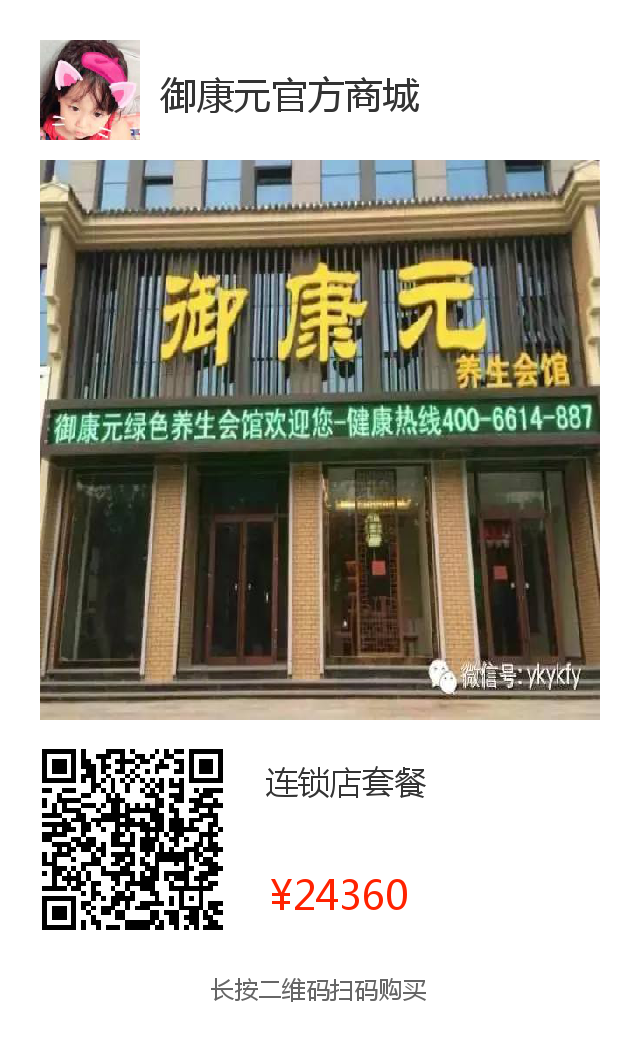 御康元官方商城
御康元
养生会馆
御康元绿色养生会馆欢迎您-健康热线400-6614-887
微信号: ykykfy
连锁店套餐
¥24360
长按二维码扫码购买